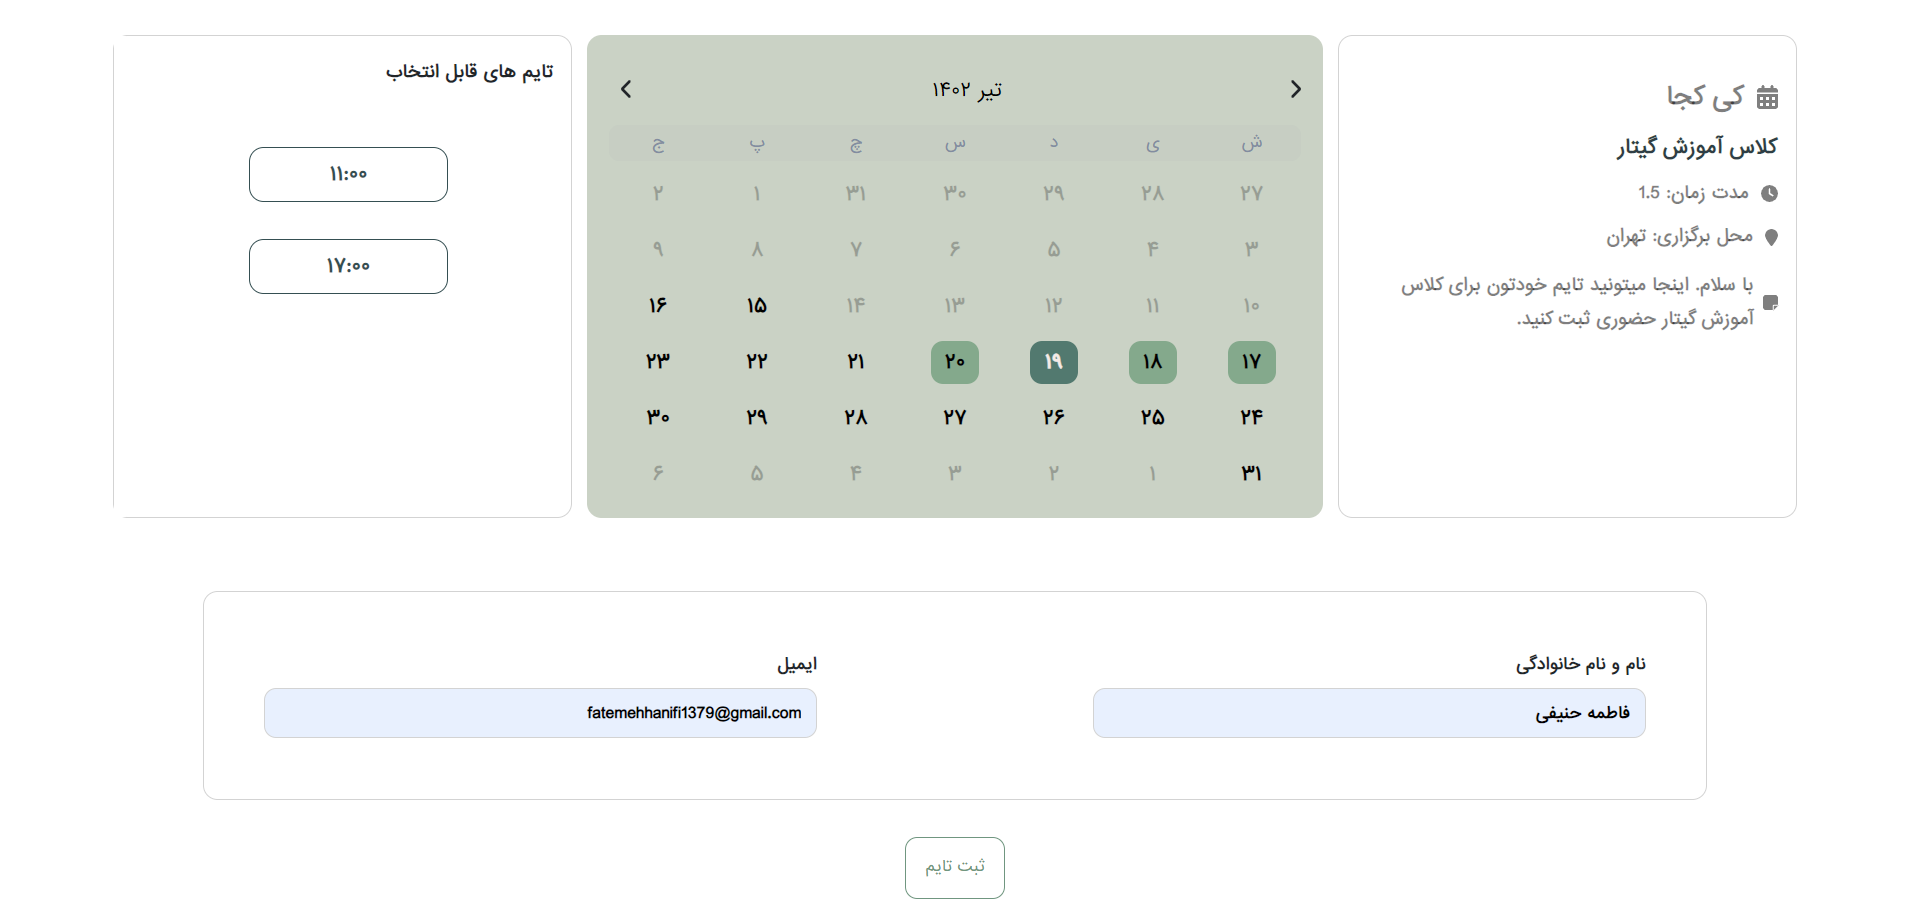 کی کجا
کلاس آموزش گیتار
مدت زمان: 1.5
محل برگزاری: تهران
با سلام. اینجا میتونید تایم خودتون برای کلاس
آموزش گیتار حضوری ثبت کنید.
تیر ۱۴۰۲
ش ی د س چ پ ج
۲۷ ۲۸ ۲۹ ۳۰ ۳۱ ۱ ۲
۳ ۴ ۵ ۶ ۷ ۸ ۹
۱۰ ۱۱ ۱۲ ۱۳ ۱۴ ۱۵ ۱۶
۱۷ ۱۸ ۱۹ ۲۰ ۲۱ ۲۲ ۲۳
۲۴ ۲۵ ۲۶ ۲۷ ۲۸ ۲۹ ۳۰
۳۱ ۱ ۲ ۳ ۴ ۵ ۶
تایم های قابل انتخاب
۱۱:۰۰
۱۷:۰۰
نام و نام خانوادگی
فاطمه حنیفی
ایمیل
fatemehhanifi1379@gmail.com
ثبت تایم